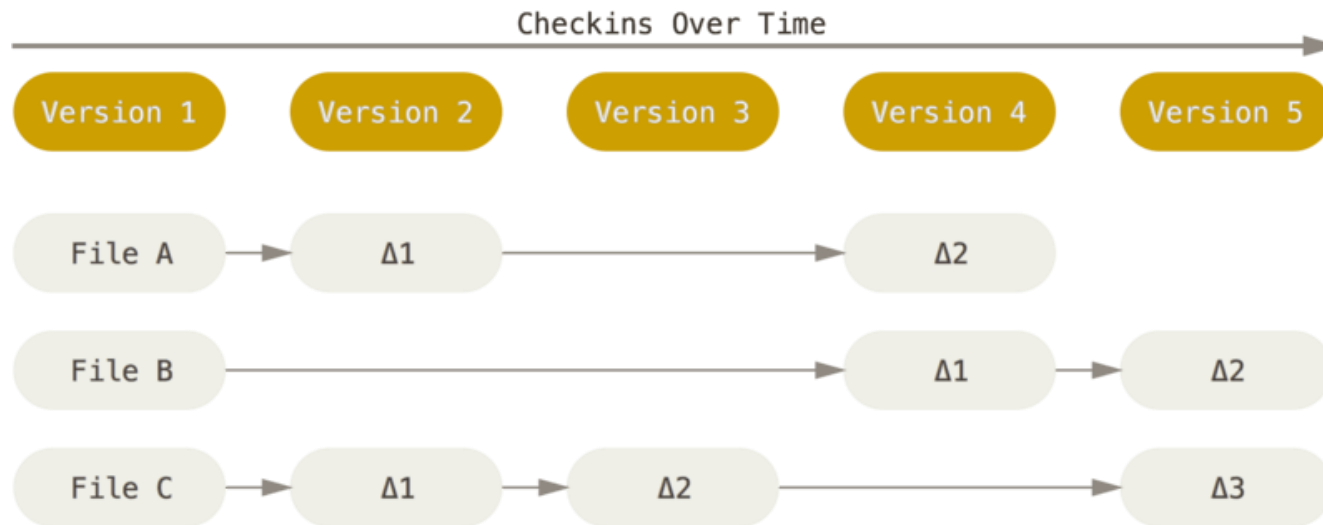 Checkins Over Time
Version 1 Version 2 Version 3 Version 4 Version 5
File A Δ1 Δ2
File B Δ1 Δ2
File C Δ1 Δ2 Δ3